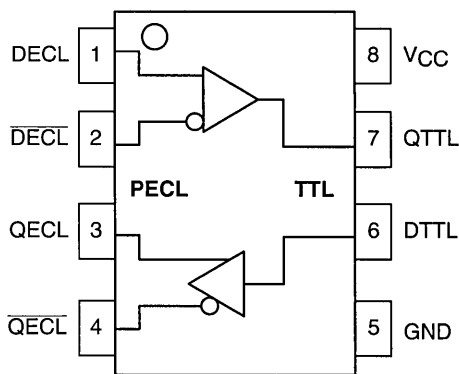 DECL 1 8 VCC
DECL 2 7 QTTL
PECL TTL
QECL 3 6 DTTL
QECL 4 5 GND